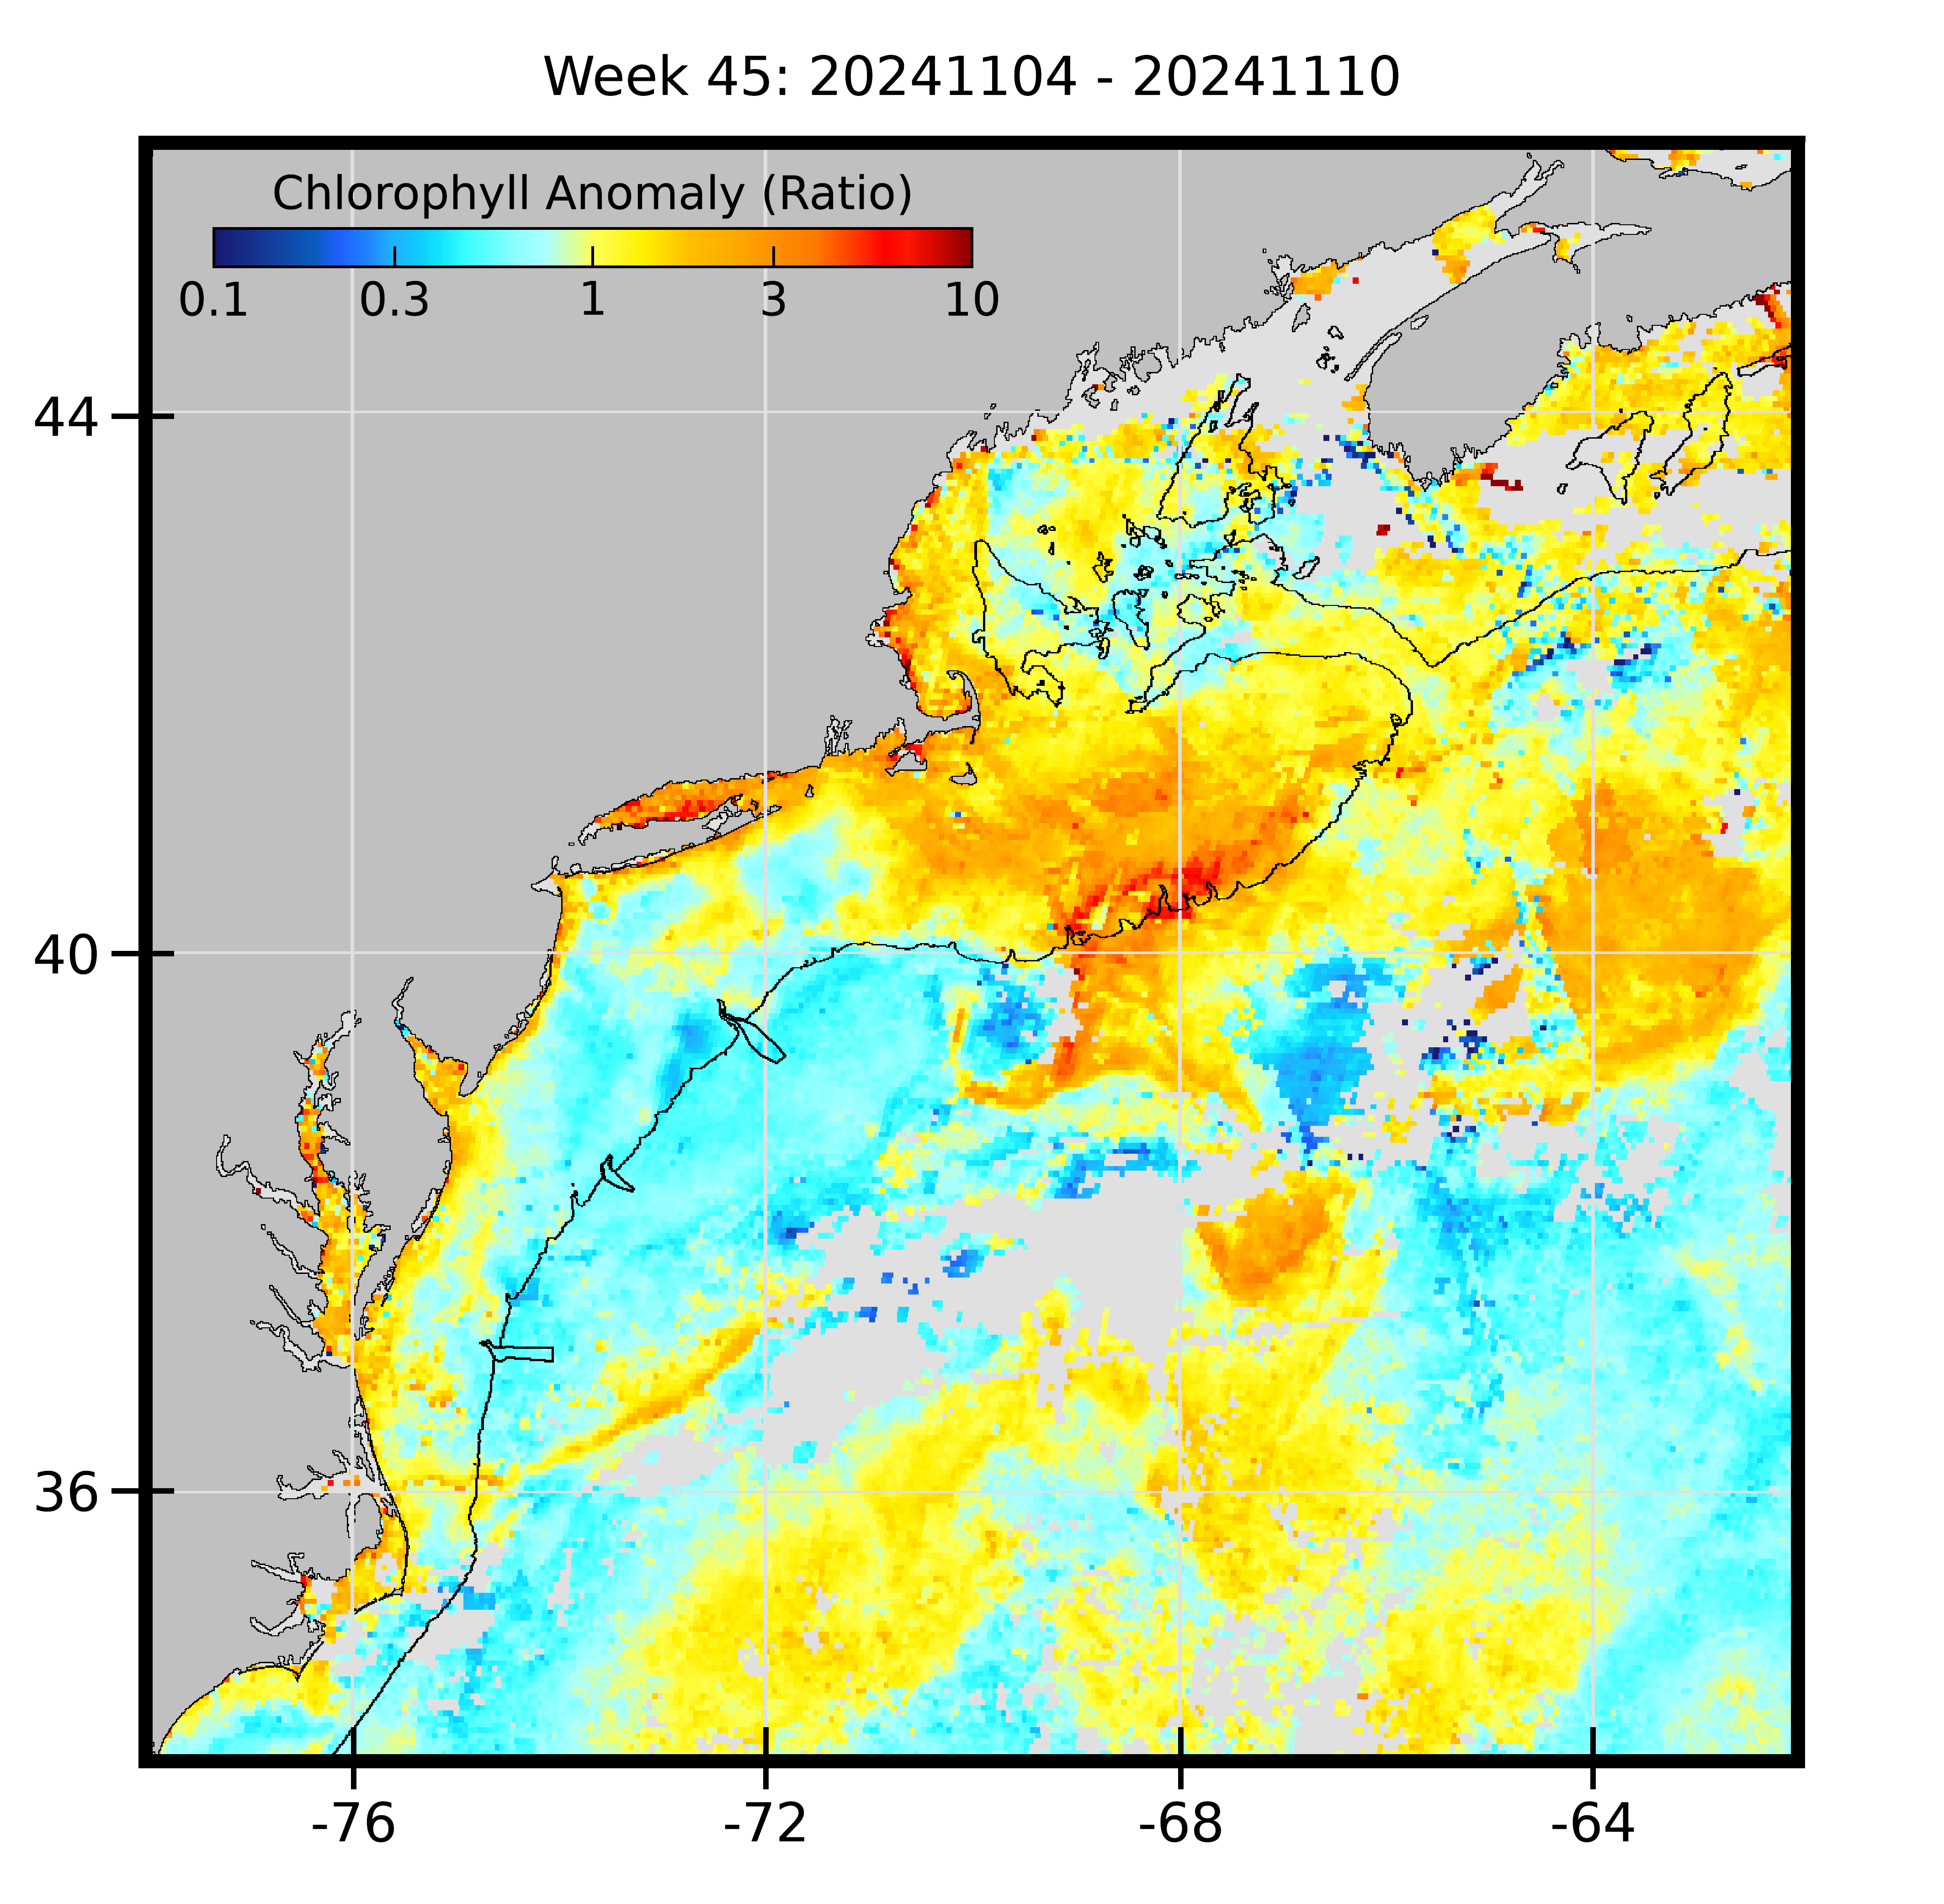 Week 45: 20241104 - 20241110
Chlorophyll Anomaly (Ratio)
0.1 0.3 1 3 10
44
40
36
-76 -72 -68 -64